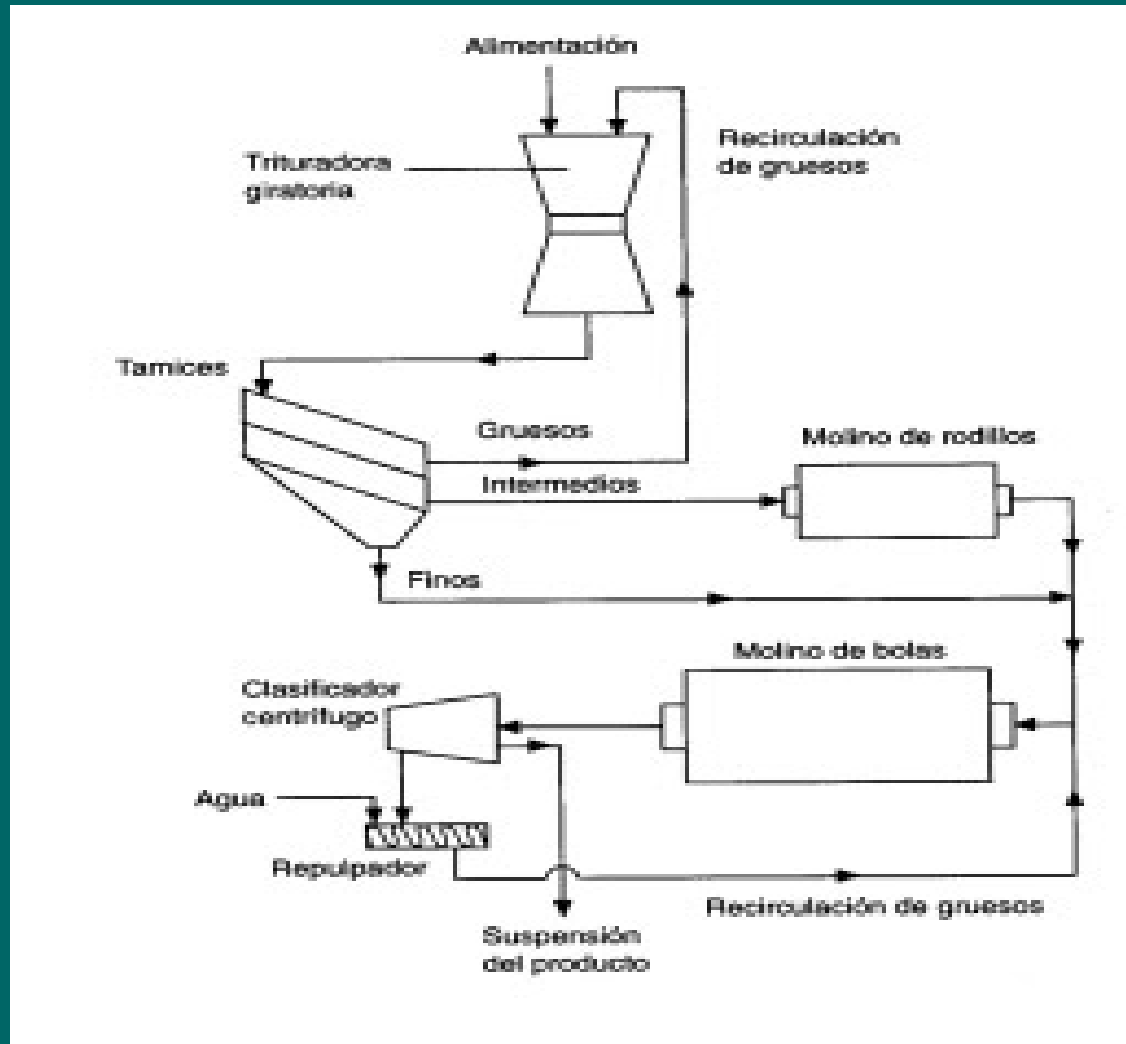 Alimentación
Recirculación
de gruesos
Trituradora
giratoria
Tamices
Gruesos
Intermedios
Molino de rodillos
Finos
Molino de bolas
Clasificador
centrífugo
Agua
Repulpador
Recirculación de gruesos
Suspensión
del producto